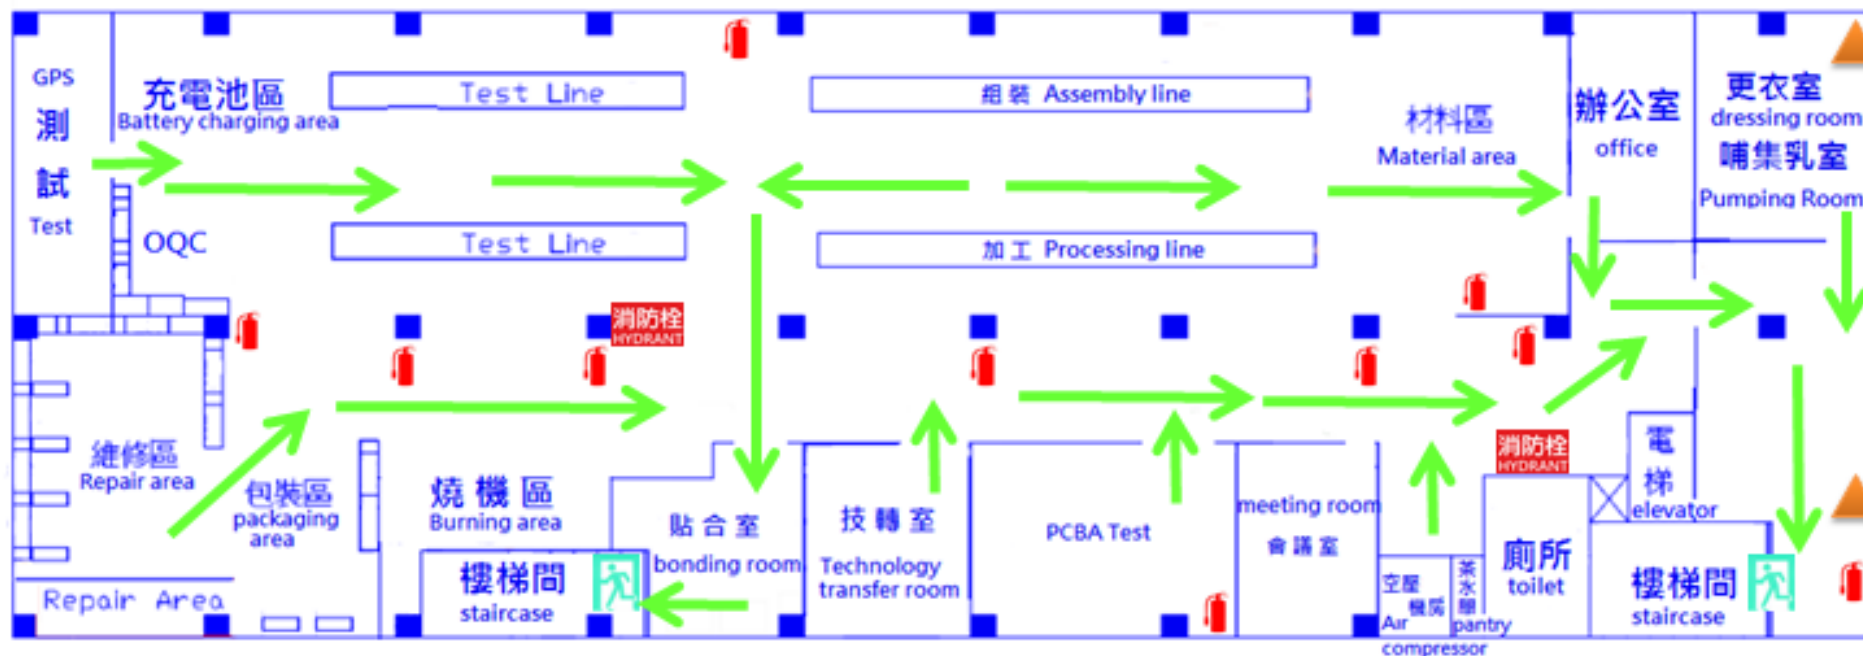 GPS
測
試
Test
充電池區
Battery charging area
OQC
Test Line
Test Line
組裝 Assembly line
加工 Processing line
材料區
Material area
辦公室
office
更衣室
dressing room
哺集乳室
Pumping Room
消防栓
HYDRANT
維修區
Repair area
Repair Area
包裝區
packaging
area
燒機區
Burning area
樓梯間
staircase
貼合室
bonding room
技轉室
Technology
transfer room
PCBA Test
meeting room
會議室
空壓
機房
Air
compressor
茶水間
pantry
消防栓
HYDRANT
廁所
toilet
電
梯
elevator
樓梯間
staircase